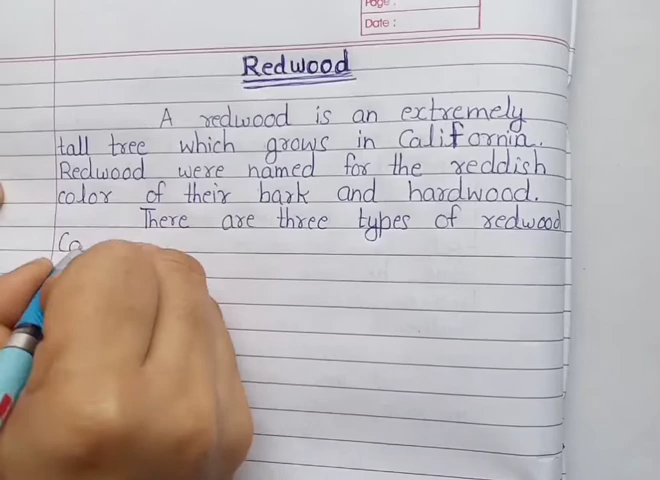 Page :
Date :
Redwood
A redwood is an extremely
tall tree which grows in California.
Redwood were named for the reddish
color of their bark and hardwood.
There are three types of redwood
Ca